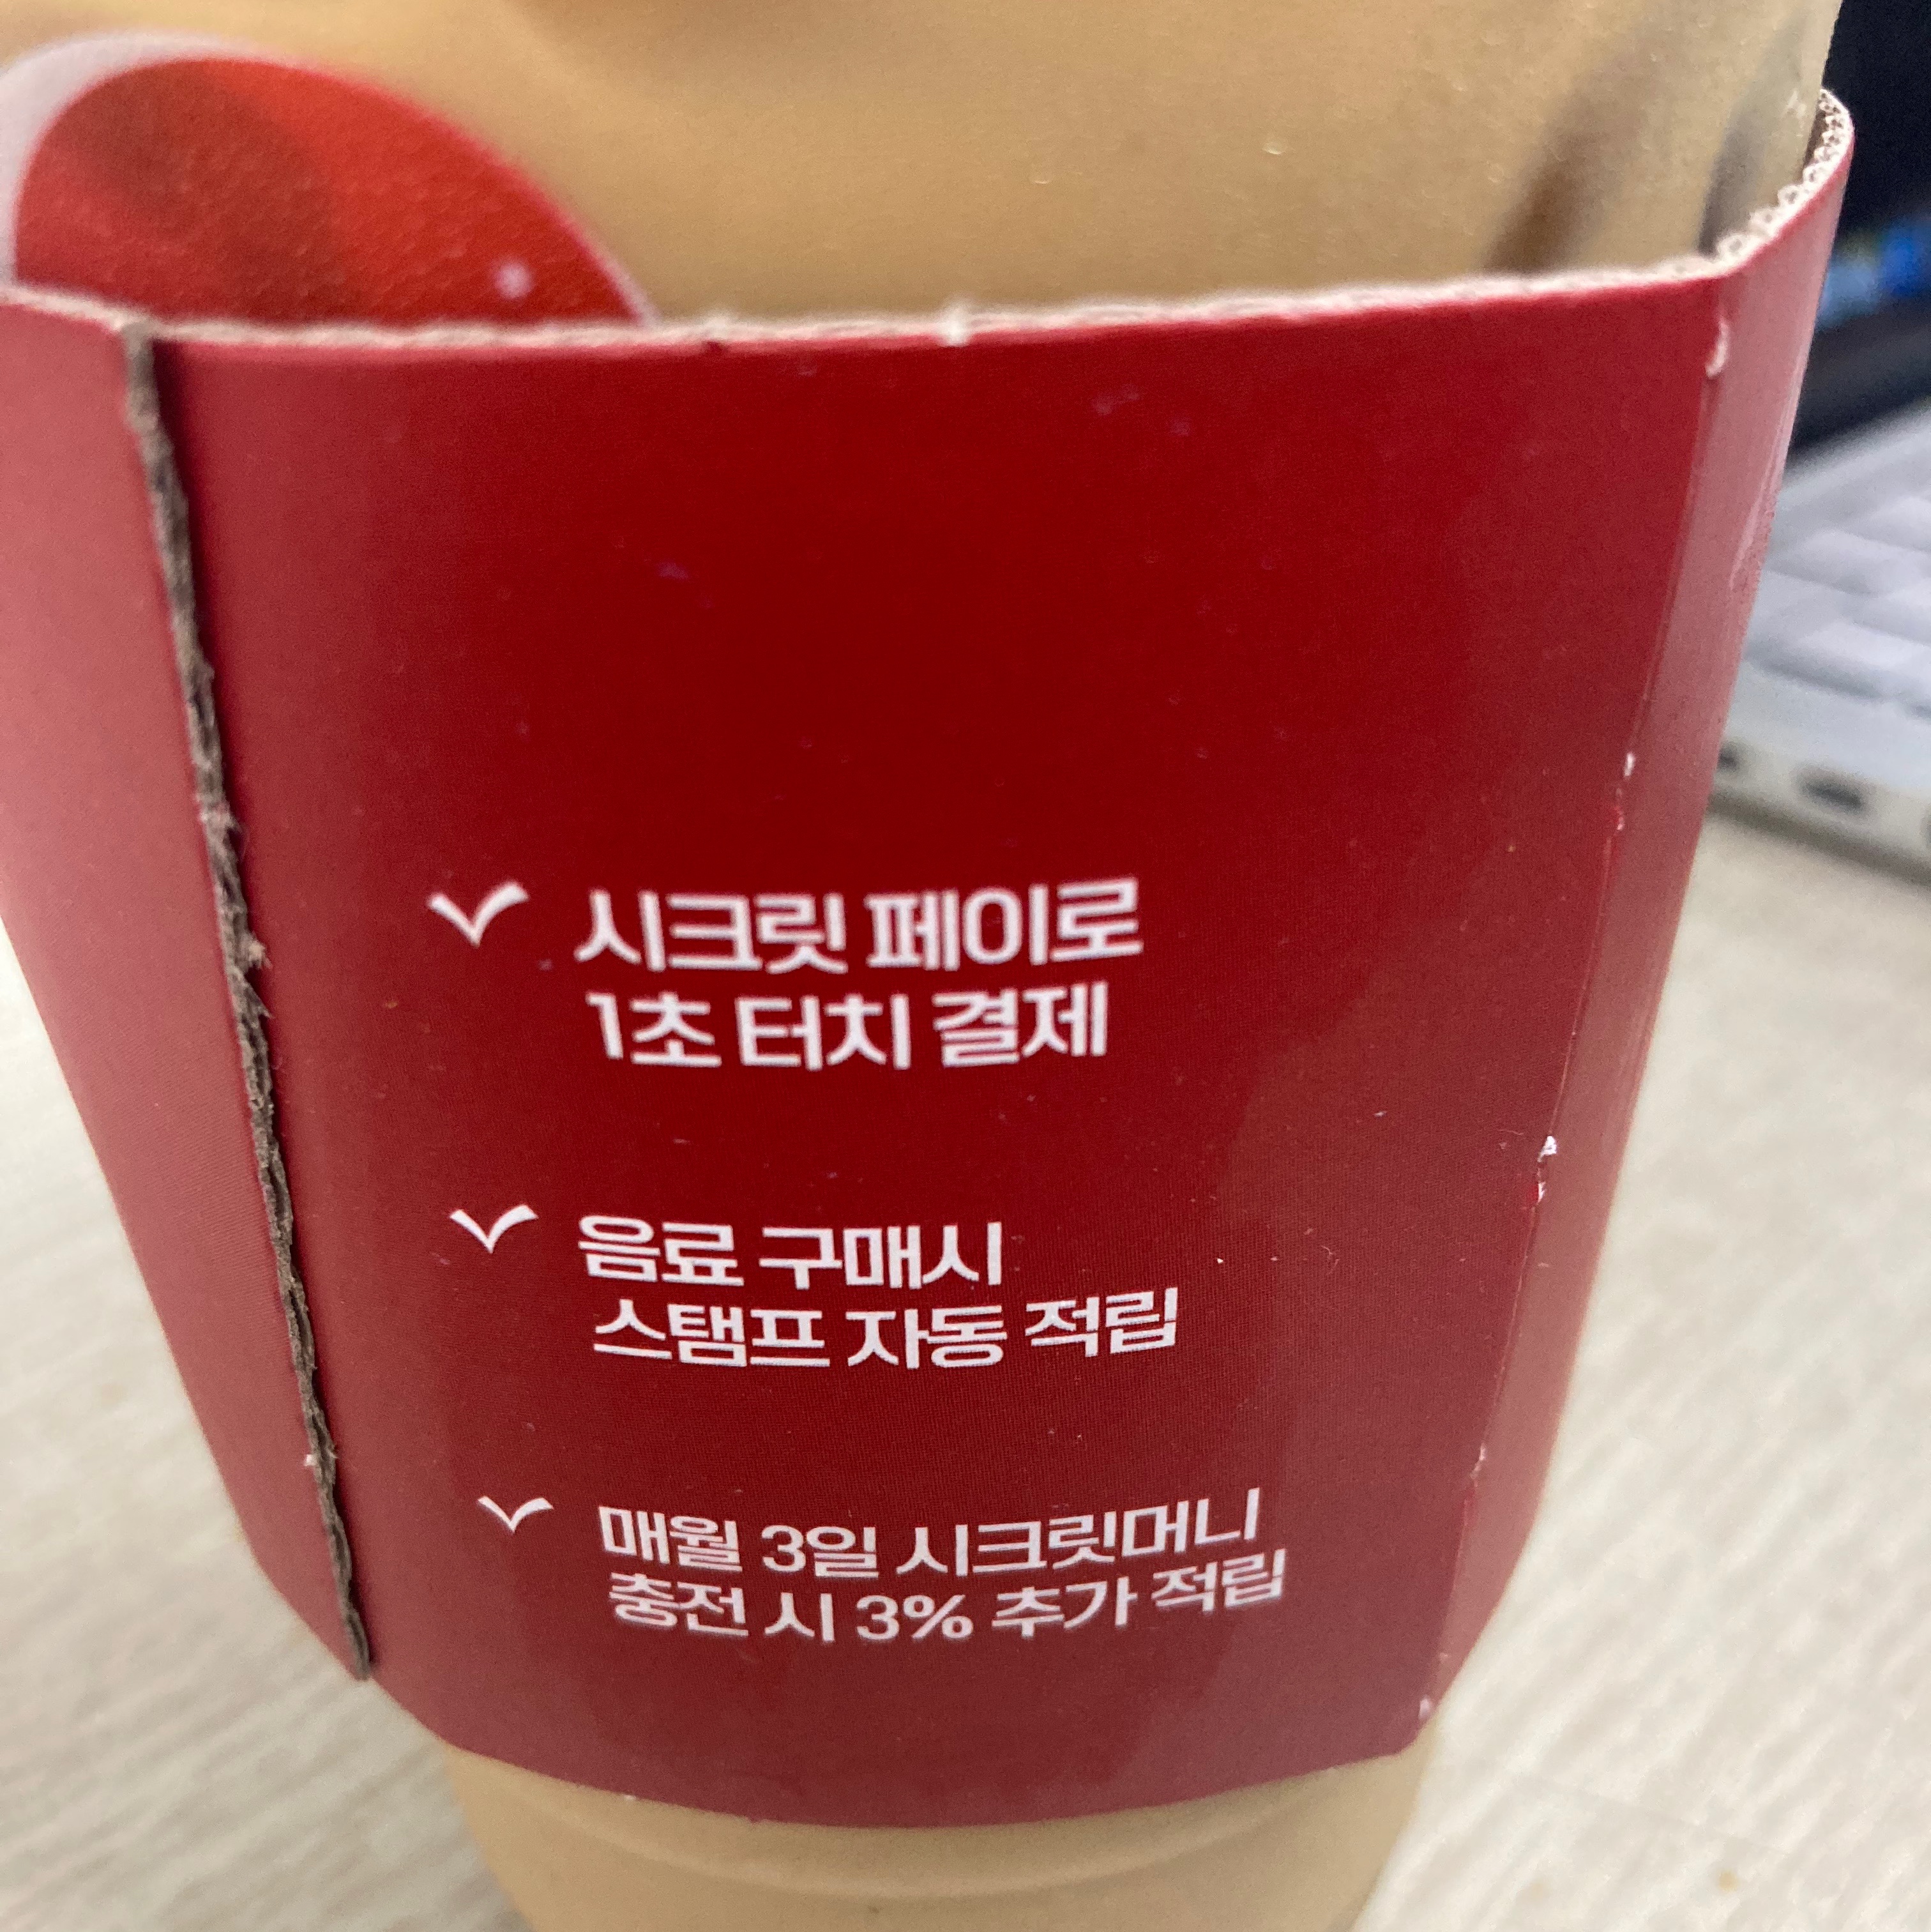 시크릿 페이로
1초 터치 결제
음료 구매시
스탬프 자동 적립
매월 3일 시크릿머니
충전 시 3% 추가 적립